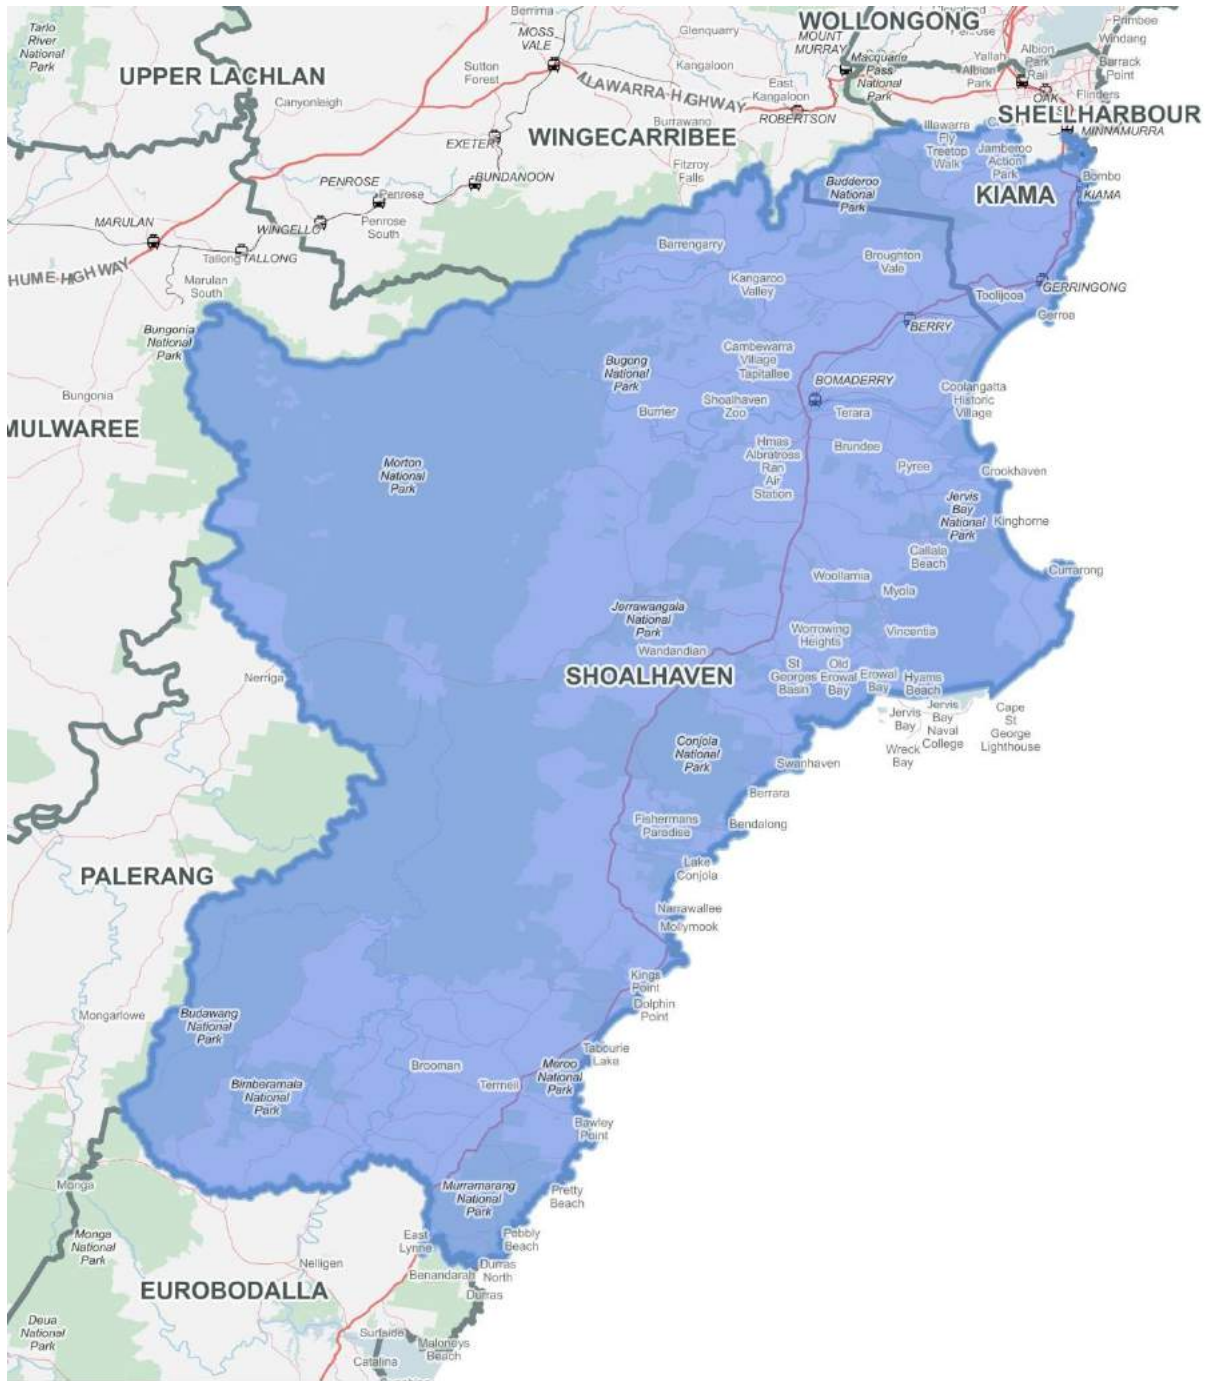 Berrima
Cleveland
Primbee
WOLLONGONG
Tarlo
River
National
Park
MOSS
VALE
Glenquarry
MOUNT
MURRAY
Penrose
Windang
Albion
Park
Rail
Yallah
Barrack
Point
Macquarie
Pass
National
Park
Albion
Park
UPPER LACHLAN
Sutton
Forest
Kangaloon
East
Kangaloon
ILLAWARRA HIGHWAY
Canyonleigh
OAK
Flinders
ROBERTSON
SHELLHARBOUR
Burrawang
WINGECARRIBEE
MINNAMURRA
EXETER
Illawarra
Fly
Treetop
Walk
Jamberoo
Action
Park
Fitzroy
Falls
BUNDANOON
PENROSE
Penrose
Budderoo
National
Park
Bombo
KIAMA
KIAMA
MARULAN
WINGELLO
Penrose
South
Tallong
TALLONG
Barrengarry
Broughton
Vale
HUME HIGHWAY
Marulan
South
Kangaroo
Valley
Toolijooa
GERRINGONG
Gerroa
Bungonia
National
Park
BERRY
Cambewarra
Village
Tapitallee
Bugong
National
Park
BOMADERRY
Bungonia
Shoalhaven
Zoo
Coolangatta
Historic
Village
Burrier
Terara
MULWAREE
Hmas
Albratross
Ran
Air
Station
Brundee
Pyree
Crookhaven
Morton
National
Park
Jervis
Bay
National
Park
Kinghorne
Callala
Beach
Currarong
Woollamia
Myola
Jerrawangala
National
Park
Worrowing
Heights
Vincentia
Wandandian
SHOALHAVEN
St
Georges
Basin
Old
Erowal
Bay
Erowal
Bay
Hyams
Beach
Nerriga
Jervis
Bay
Jervis
Bay
Naval
College
Cape
St
George
Lighthouse
Wreck
Bay
Conjola
National
Park
Swanhaven
Berrara
Fishermans
Paradise
Bendalong
Lake
Conjola
PALERANG
Narrawallee
Mollymook
Kings
Point
Dolphin
Point
Mongarlowe
Budawang
National
Park
Tabourie
Lake
Brooman
Meroo
National
Park
Termeil
Bimberamala
National
Park
Bawley
Point
Monga
Murramarang
National
Park
Pretty
Beach
Monga
National
Park
East
Lynne
Pebbly
Beach
Nelligen
Benandarah
Durras
North
Durras
EUROBODALLA
Deua
National
Park
Surfside
Maloneys
Beach
Catalina